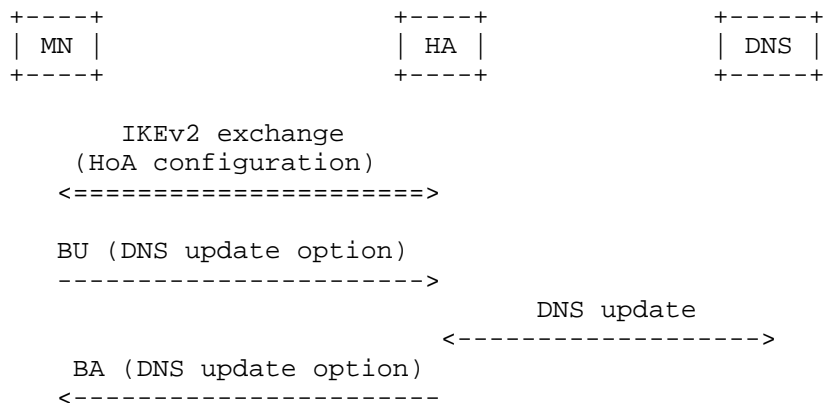 MN HA DNS
IKEv2 exchange
(HoA configuration)
BU (DNS update option)
DNS update
BA (DNS update option)